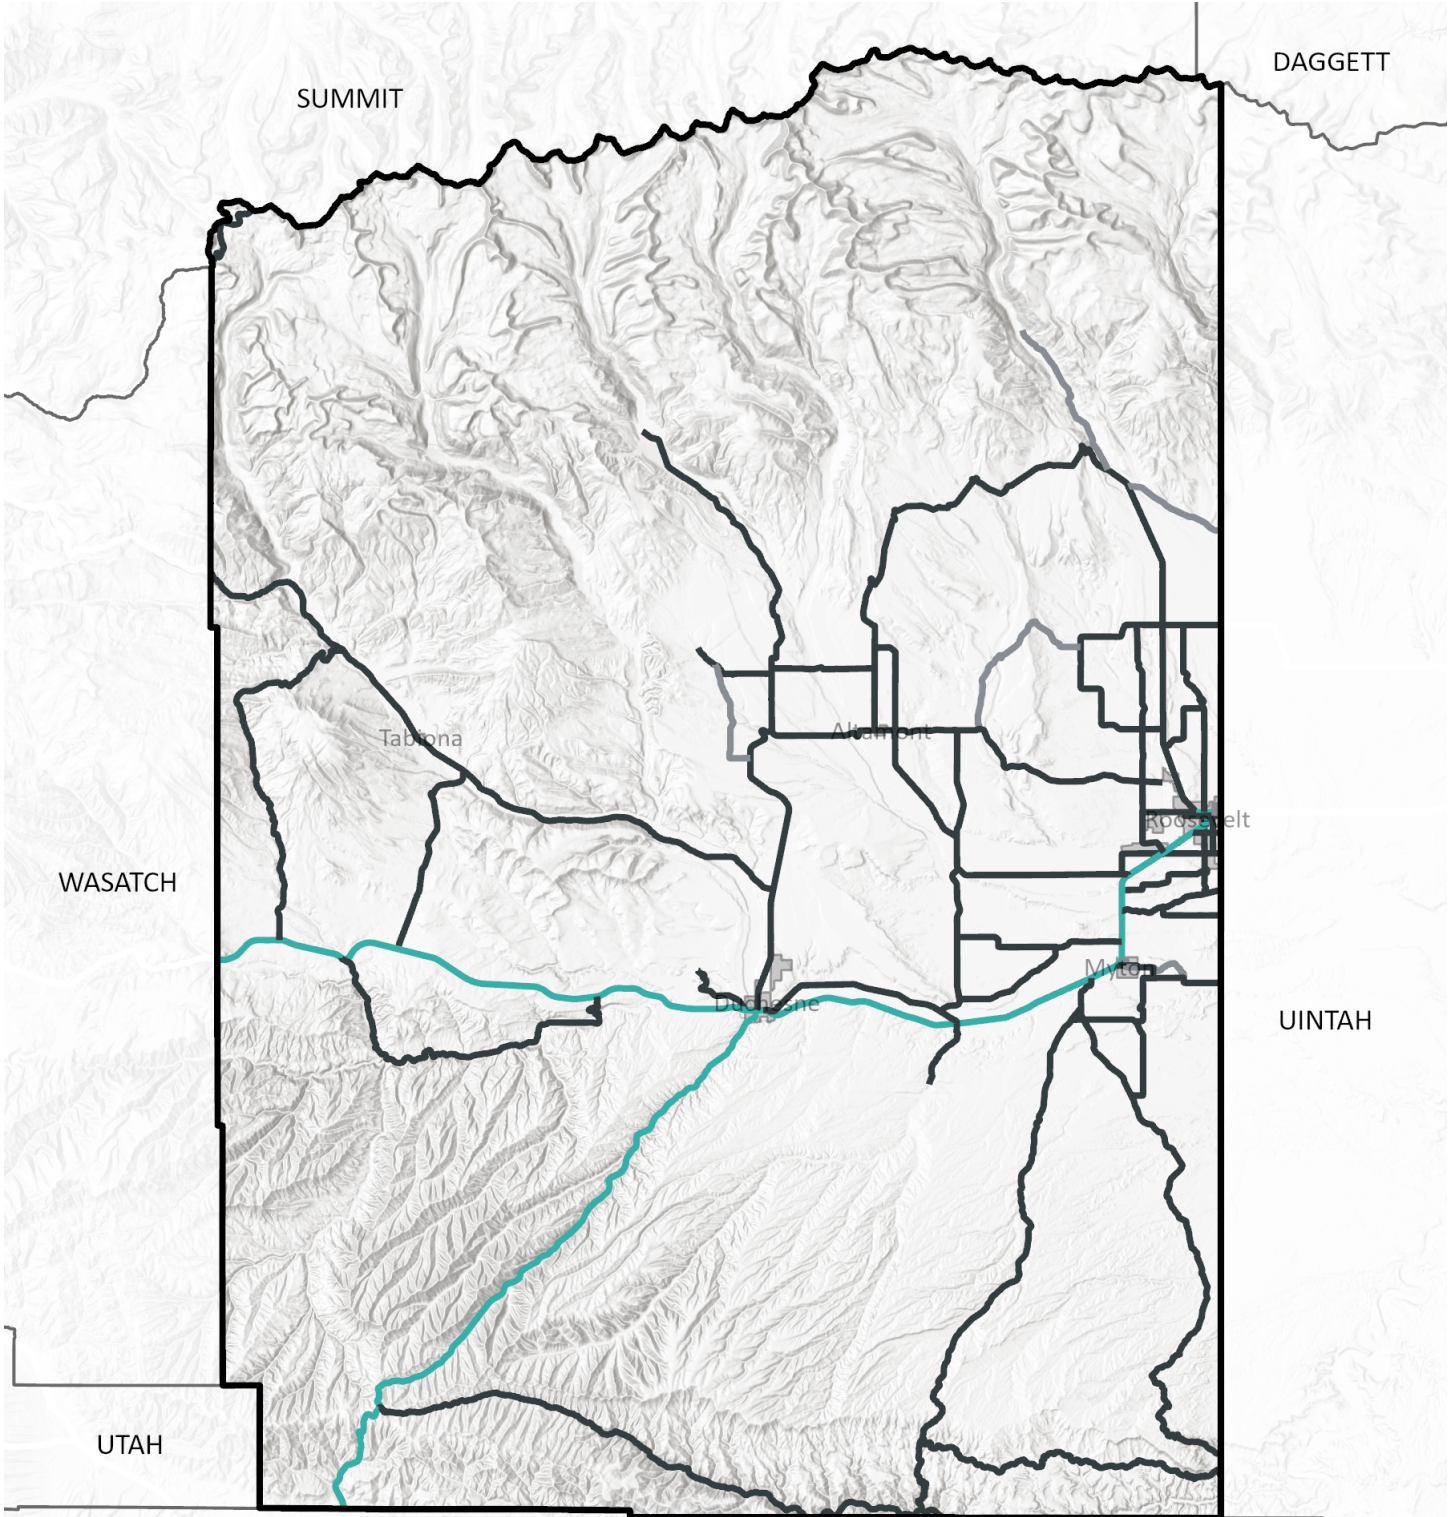 DAGGETT
SUMMIT
Altamont
Tabiona
Roosevelt
WASATCH
Myton
Duchesne
UINTAH
UTAH